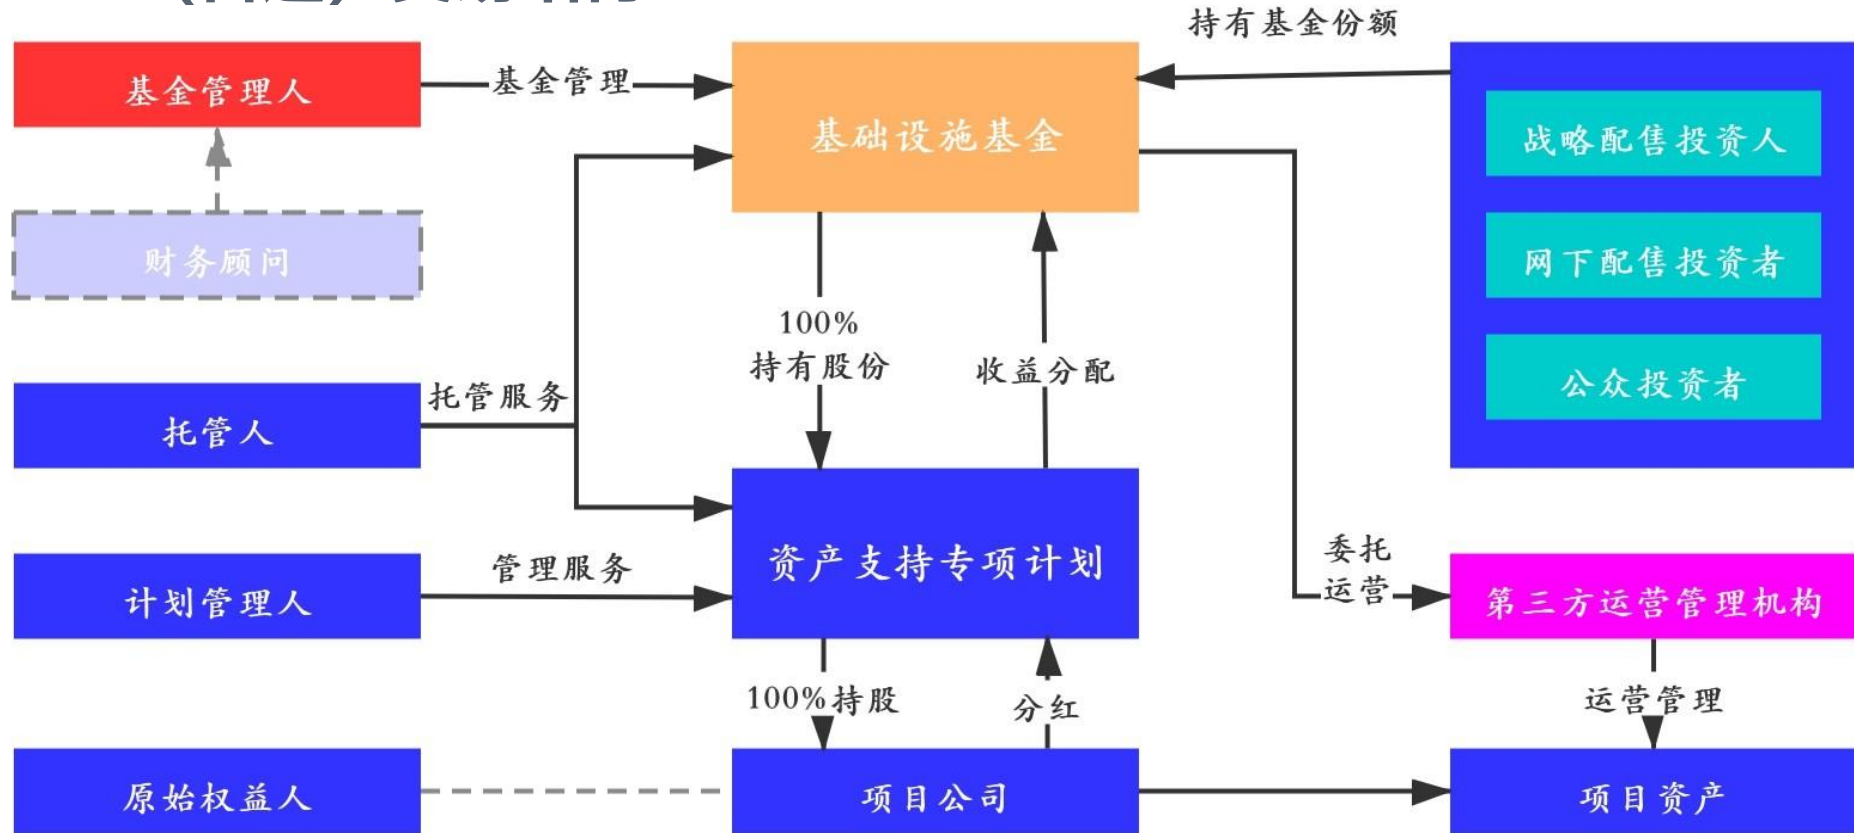 持有基金份额
基金管理人
基金管理
基础设施基金
战略配售投资人
财务顾问
网下配售投资者
100%
持有股份
收益分配
公众投资者
托管服务
托管人
资产支持专项计划
委托
运营
管理服务
计划管理人
第三方运营管理机构
100%持股
分红
运营管理
原始权益人
项目公司
项目资产